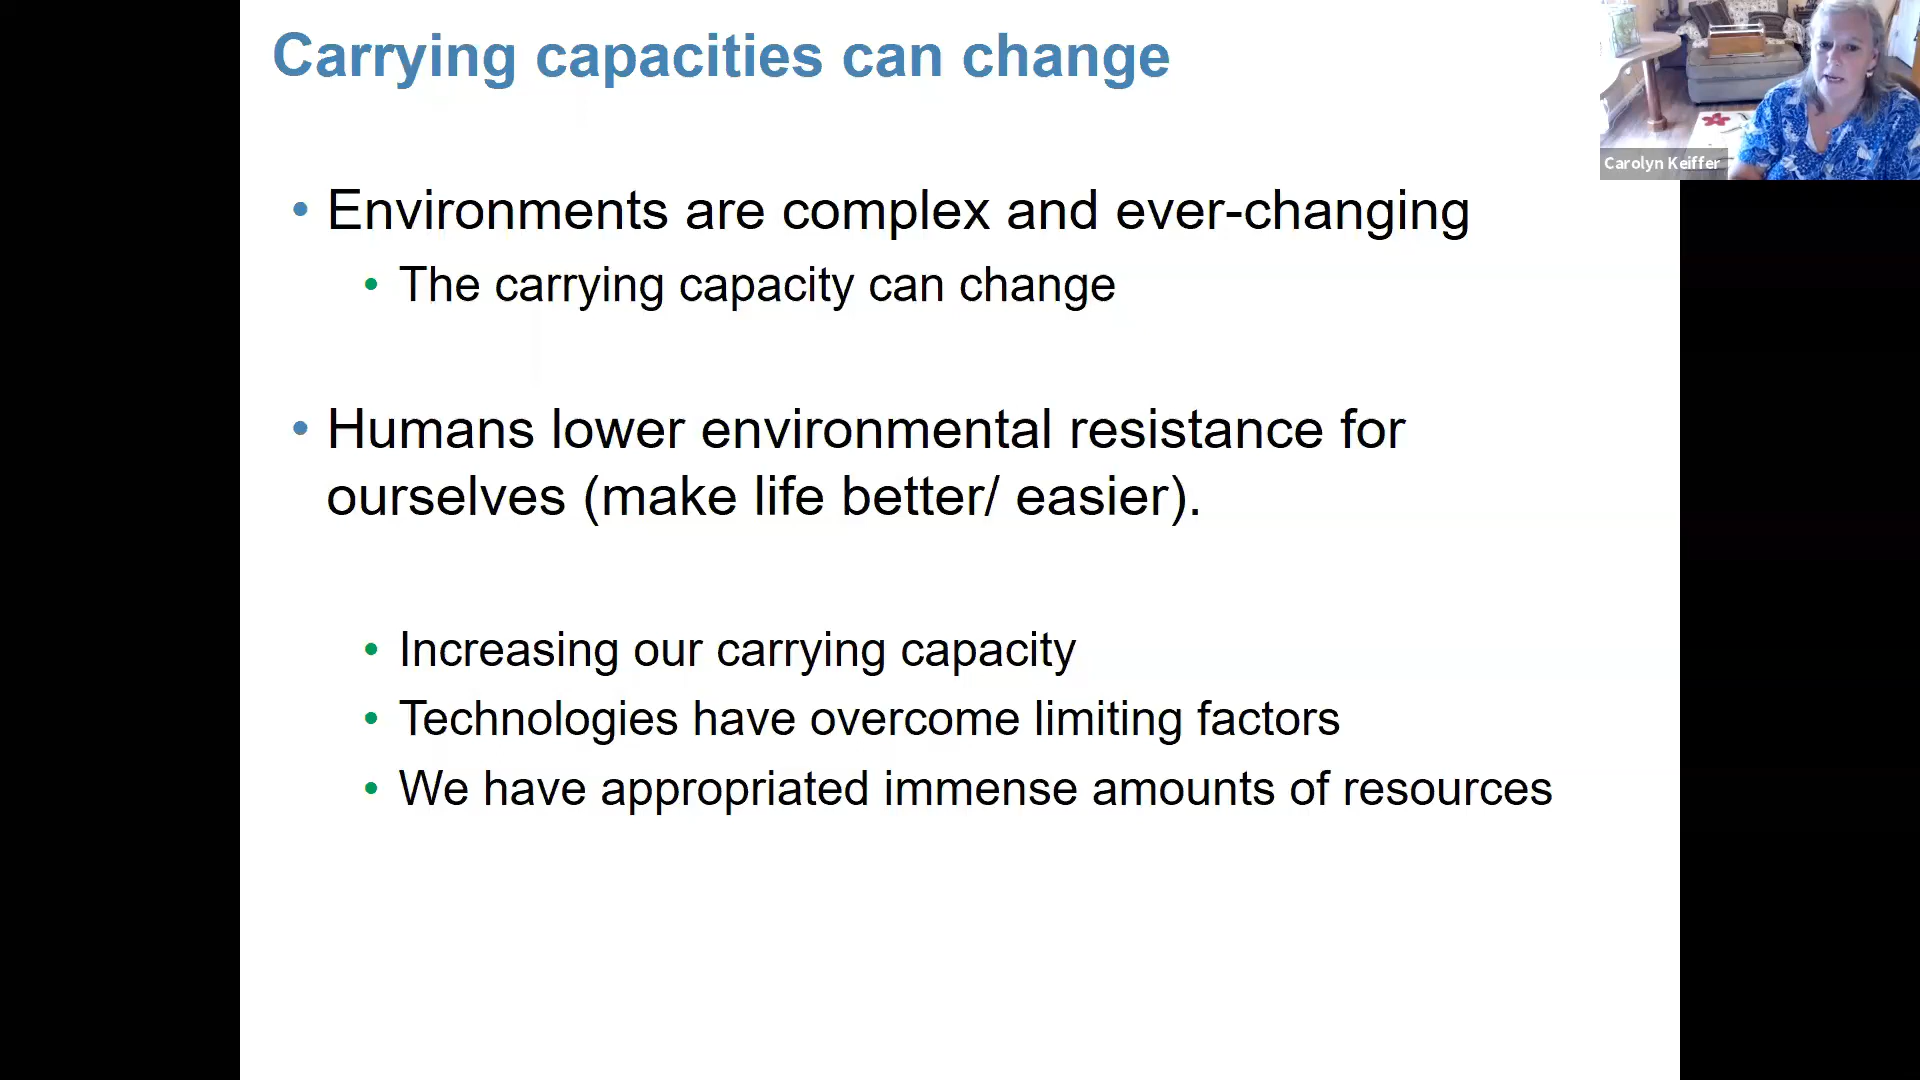 Carrying capacities can change
Carolyn Keiffer
• Environments are complex and ever-changing
• The carrying capacity can change
• Humans lower environmental resistance for
ourselves (make life better/ easier).
• Increasing our carrying capacity
• Technologies have overcome limiting factors
• We have appropriated immense amounts of resources